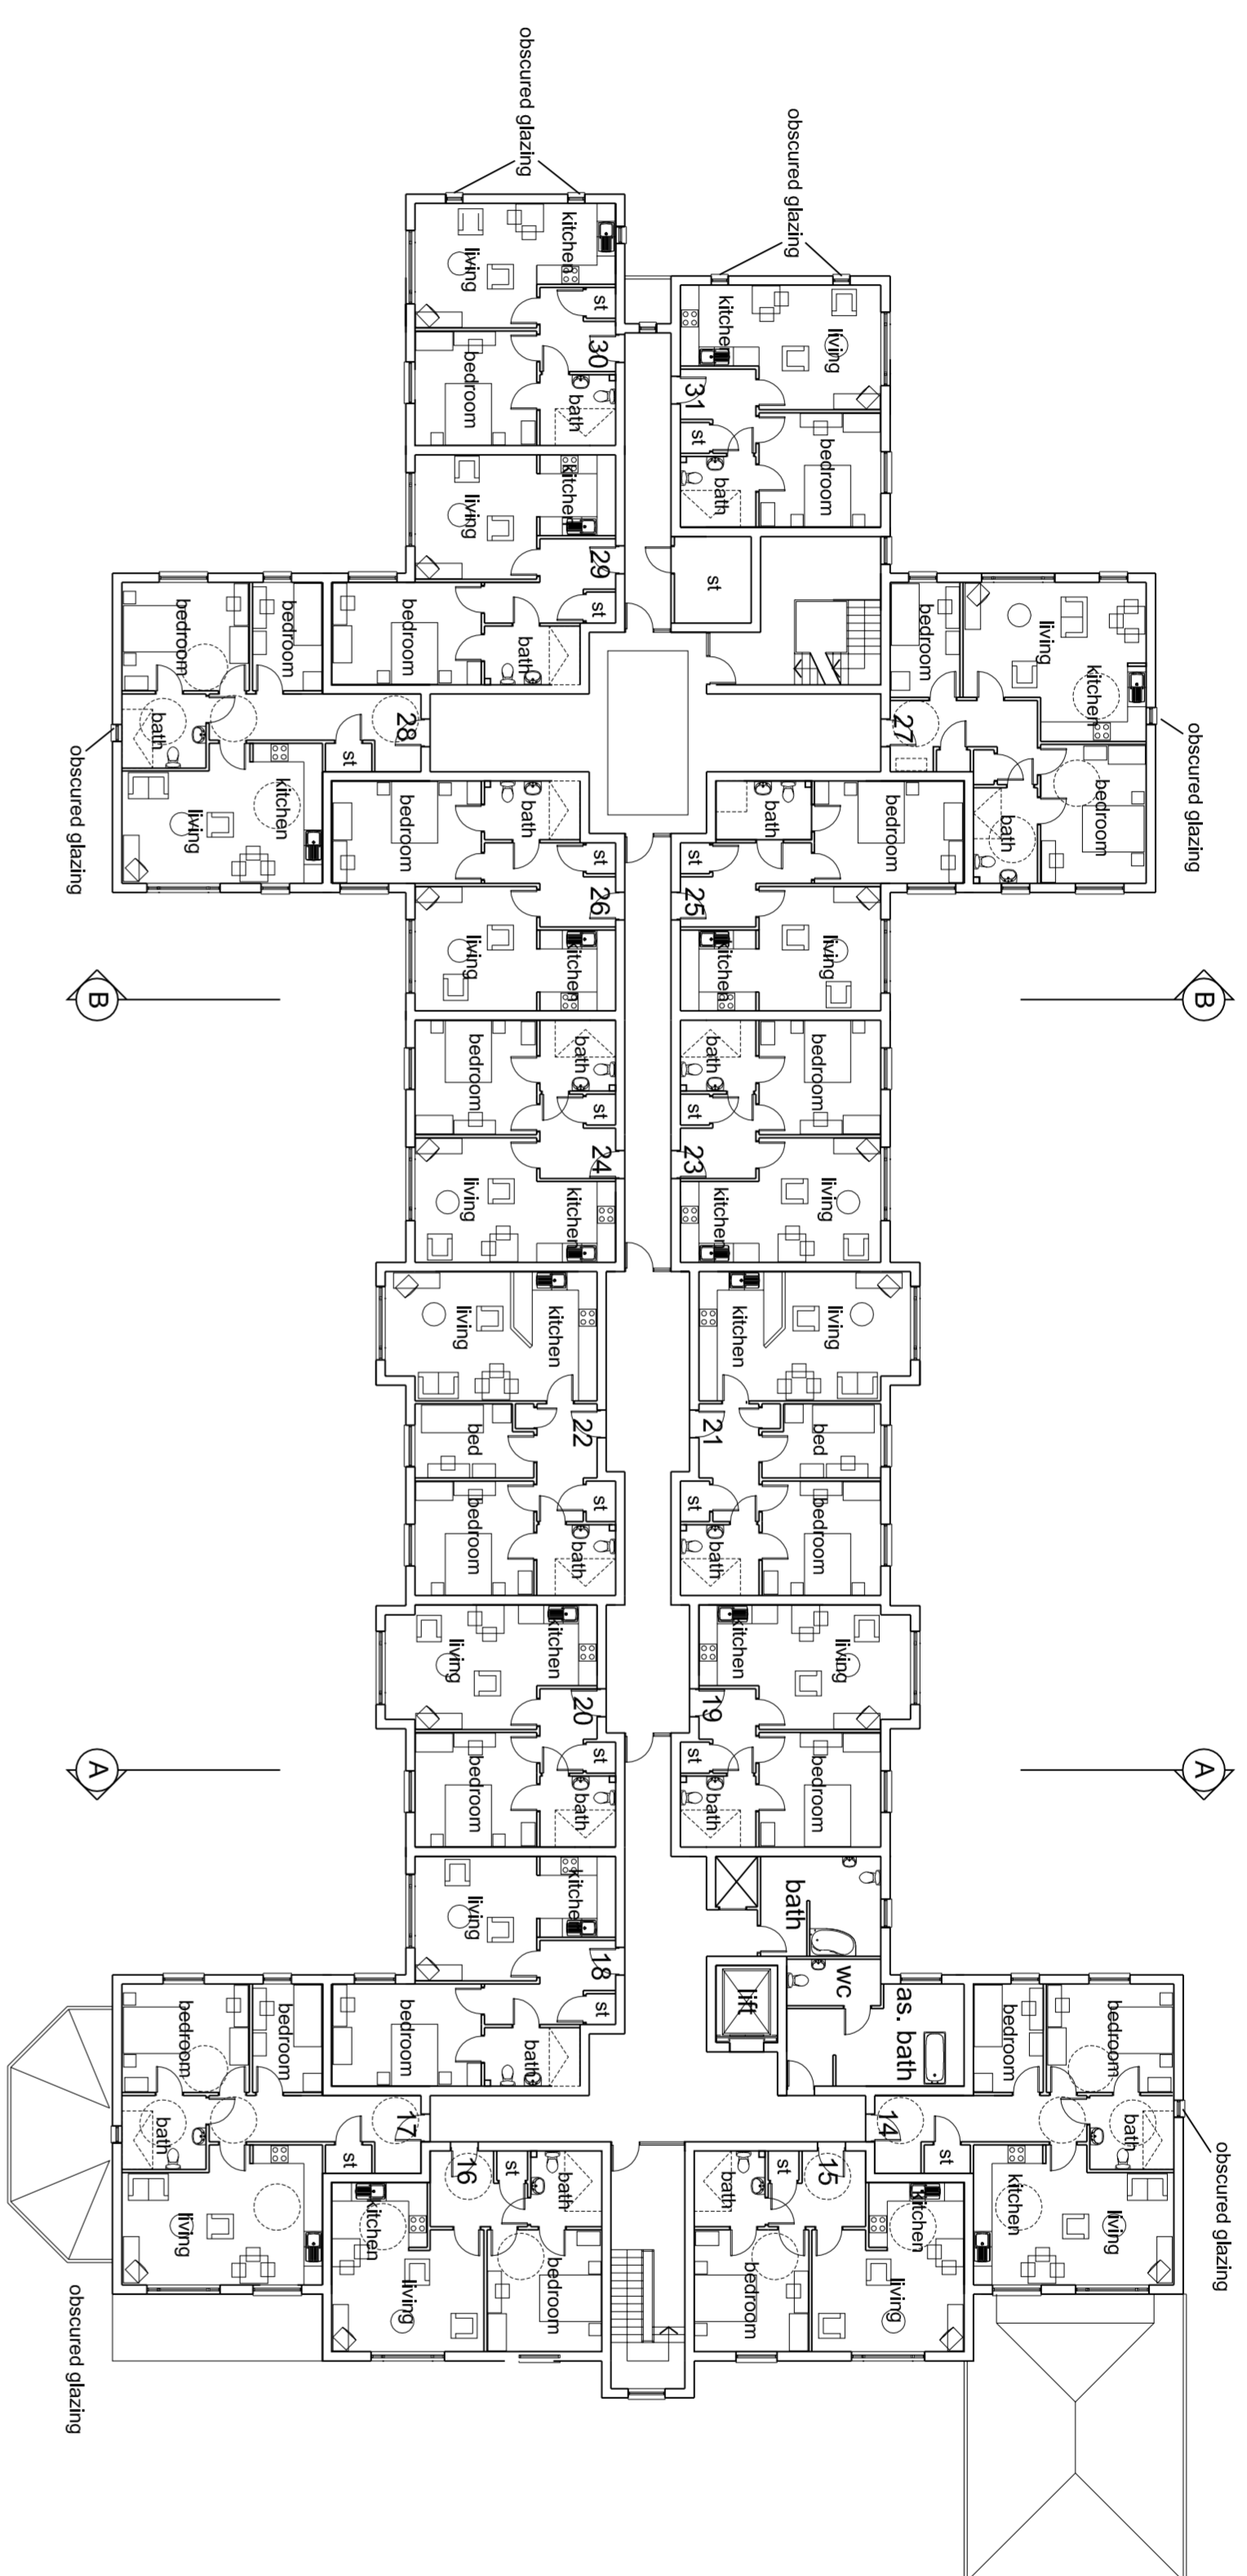 obscured glazing
B
A
obscured glazing
bath
bedroom
living
bedroom
kitchen
living
bath
bedroom
kitchen
st
bedroom
27
bedroom
as. bath
14
kitchen
living
obscured glazing
living
bedroom
living
bedroom
living
living
bed
bedroom
living
bedroom
wc
15
bath
bath
st
bedroom
kitchen
31
st
bath
st
st
25
kitchen
bath
st
23
kitchen
kitchen
21
st
bath
kitchen
19
st
bath
lift
bath
obscured glazing
kitchen
st
30
bath
kitchen
29
st
bath
bath
st
26
kitchen
bath
st
24
kitchen
kitchen
22
st
bath
kitchen
20
st
bath
kitchen
18
st
bath
bath
st
bedroom
living
bedroom
living
living
bedroom
living
living
bed
bedroom
living
bedroom
living
16
bedroom
28
bedroom
bedroom
17
kitchen
living
st
st
bedroom
kitchen
bedroom
bedroom
living
bedroom
living
bath
bath
B
A
obscured glazing
obscured glazing